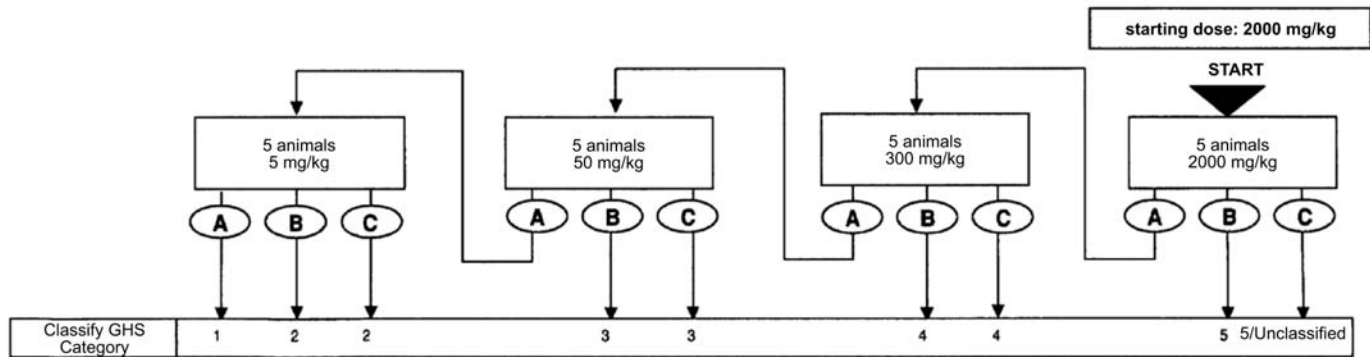 starting dose: 2000 mg/kg
START
5 animals
5 mg/kg
5 animals
50 mg/kg
5 animals
300 mg/kg
5 animals
2000 mg/kg
A B C A B C A B C A B C
Classify GHS
Category
1 2 2 3 3 4 4 5 5/Unclassified